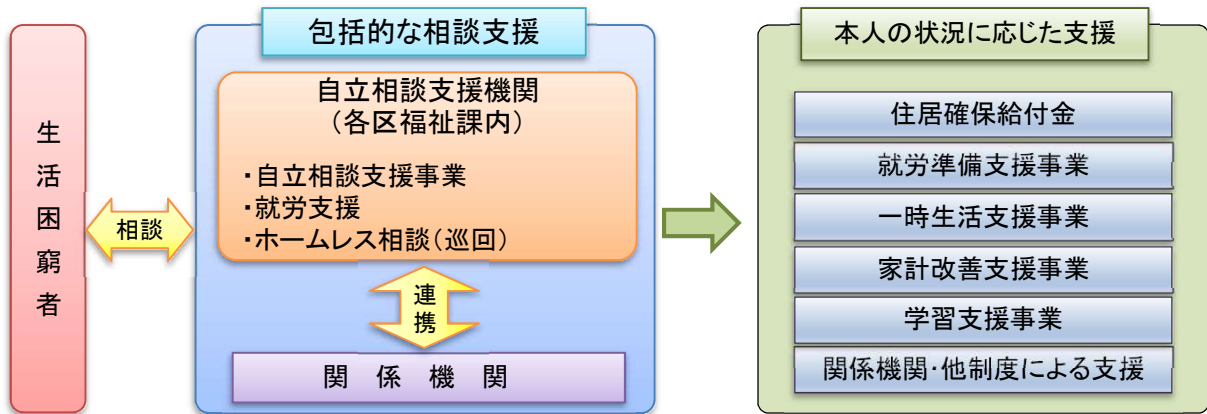 生活困窮者
相談
包括的な相談支援
自立相談支援機関
（各区福祉課内）
・自立相談支援事業
・就労支援
・ホームレス相談（巡回）
連携
関係機関
本人の状況に応じた支援
住居確保給付金
就労準備支援事業
一時生活支援事業
家計改善支援事業
学習支援事業
関係機関・他制度による支援